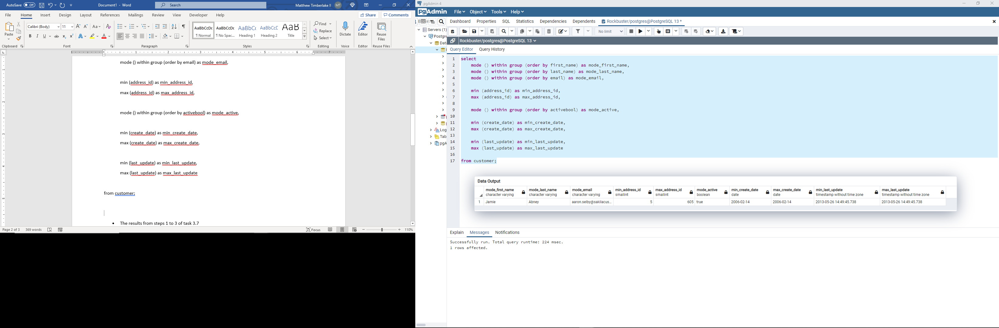 AutoSave Off
Document1 - Word
Search
Matthew Timberlake II MT
File Home Insert Design Layout References Mailings Review View Developer Help
Share Comments
Paste
Clipboard
Calibri (Body) 11
Font
Paragraph
AaBbCcDc AaBbCcDc AaBbCc AaBbCcD AaB
¶ Normal ¶ No Spac... Heading 1 Heading 2 Title
Styles
Find
Replace
Select
Editing
Dictate
Voice
Editor
Editor
Reuse
Files
Reuse Files
mode () within group (order by email) as mode_email,
min (address_id) as min_address_id,
max (address_id) as max_address_id,
mode () within group (order by activebool) as mode_active,
min (create_date) as min_create_date,
max (create_date) as max_create_date,
min (last_update) as min_last_update,
max (last_update) as max_last_update
from customer;
• The results from steps 1 to 3 of task 3.7
Page 2 of 3 369 words
Focus
110%
pgAdmin 4
pgAdmin
File Object Tools Help
Dashboard Properties SQL Statistics Dependencies Dependents Rockbuster/postgres@PostgreSQL 13 *
Servers (1)
Postgre
Data
Log
Tab
pgA
No limit
Rockbuster/postgres@PostgreSQL 13
Query Editor Query History
1 select
2 mode () within group (order by first_name) as mode_first_name,
3 mode () within group (order by last_name) as mode_last_name,
4 mode () within group (order by email) as mode_email,
5
6 min (address_id) as min_address_id,
7 max (address_id) as max_address_id,
8
9 mode () within group (order by activebool) as mode_active,
10
11 min (create_date) as min_create_date,
12 max (create_date) as max_create_date,
13
14 min (last_update) as min_last_update,
15 max (last_update) as max_last_update
16
17 from customer;
Data Output
mode_first_name mode_last_name mode_email min_address_id max_address_id mode_active min_create_date max_create_date min_last_update max_last_update
character varying character varying character varying smallint smallint boolean date date timestamp without time zone timestamp without time zone
1 Jamie Abney aaron.selby@sakilacus... 5 605 true 2006-02-14 2006-02-14 2013-05-26 14:49:45.738 2013-05-26 14:49:45.738
Explain Messages Notifications
Successfully run. Total query runtime: 224 msec.
1 rows affected.